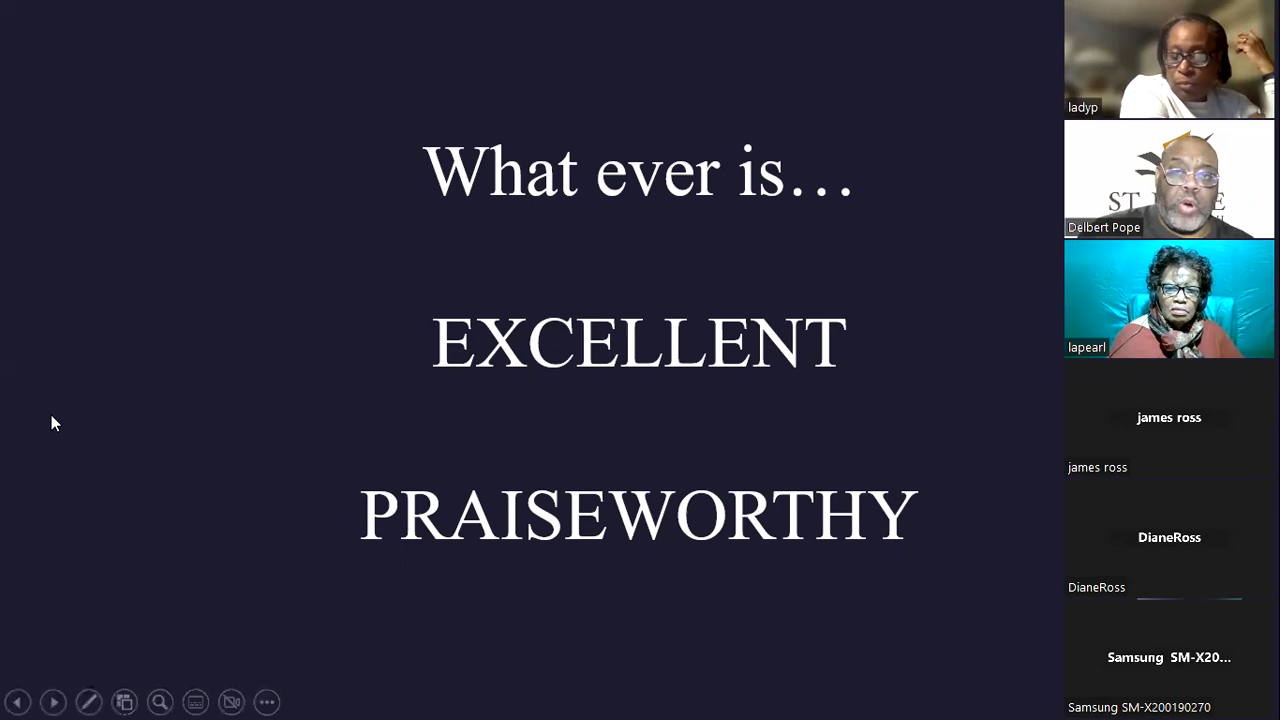 What ever is…
EXCELLENT
PRAISEWORTHY
ladyp
ST.
Delbert Pope
lapearl
james ross
james ross
DianeRoss
DianeRoss
Samsung SM-X20...
Samsung SM-X200190270